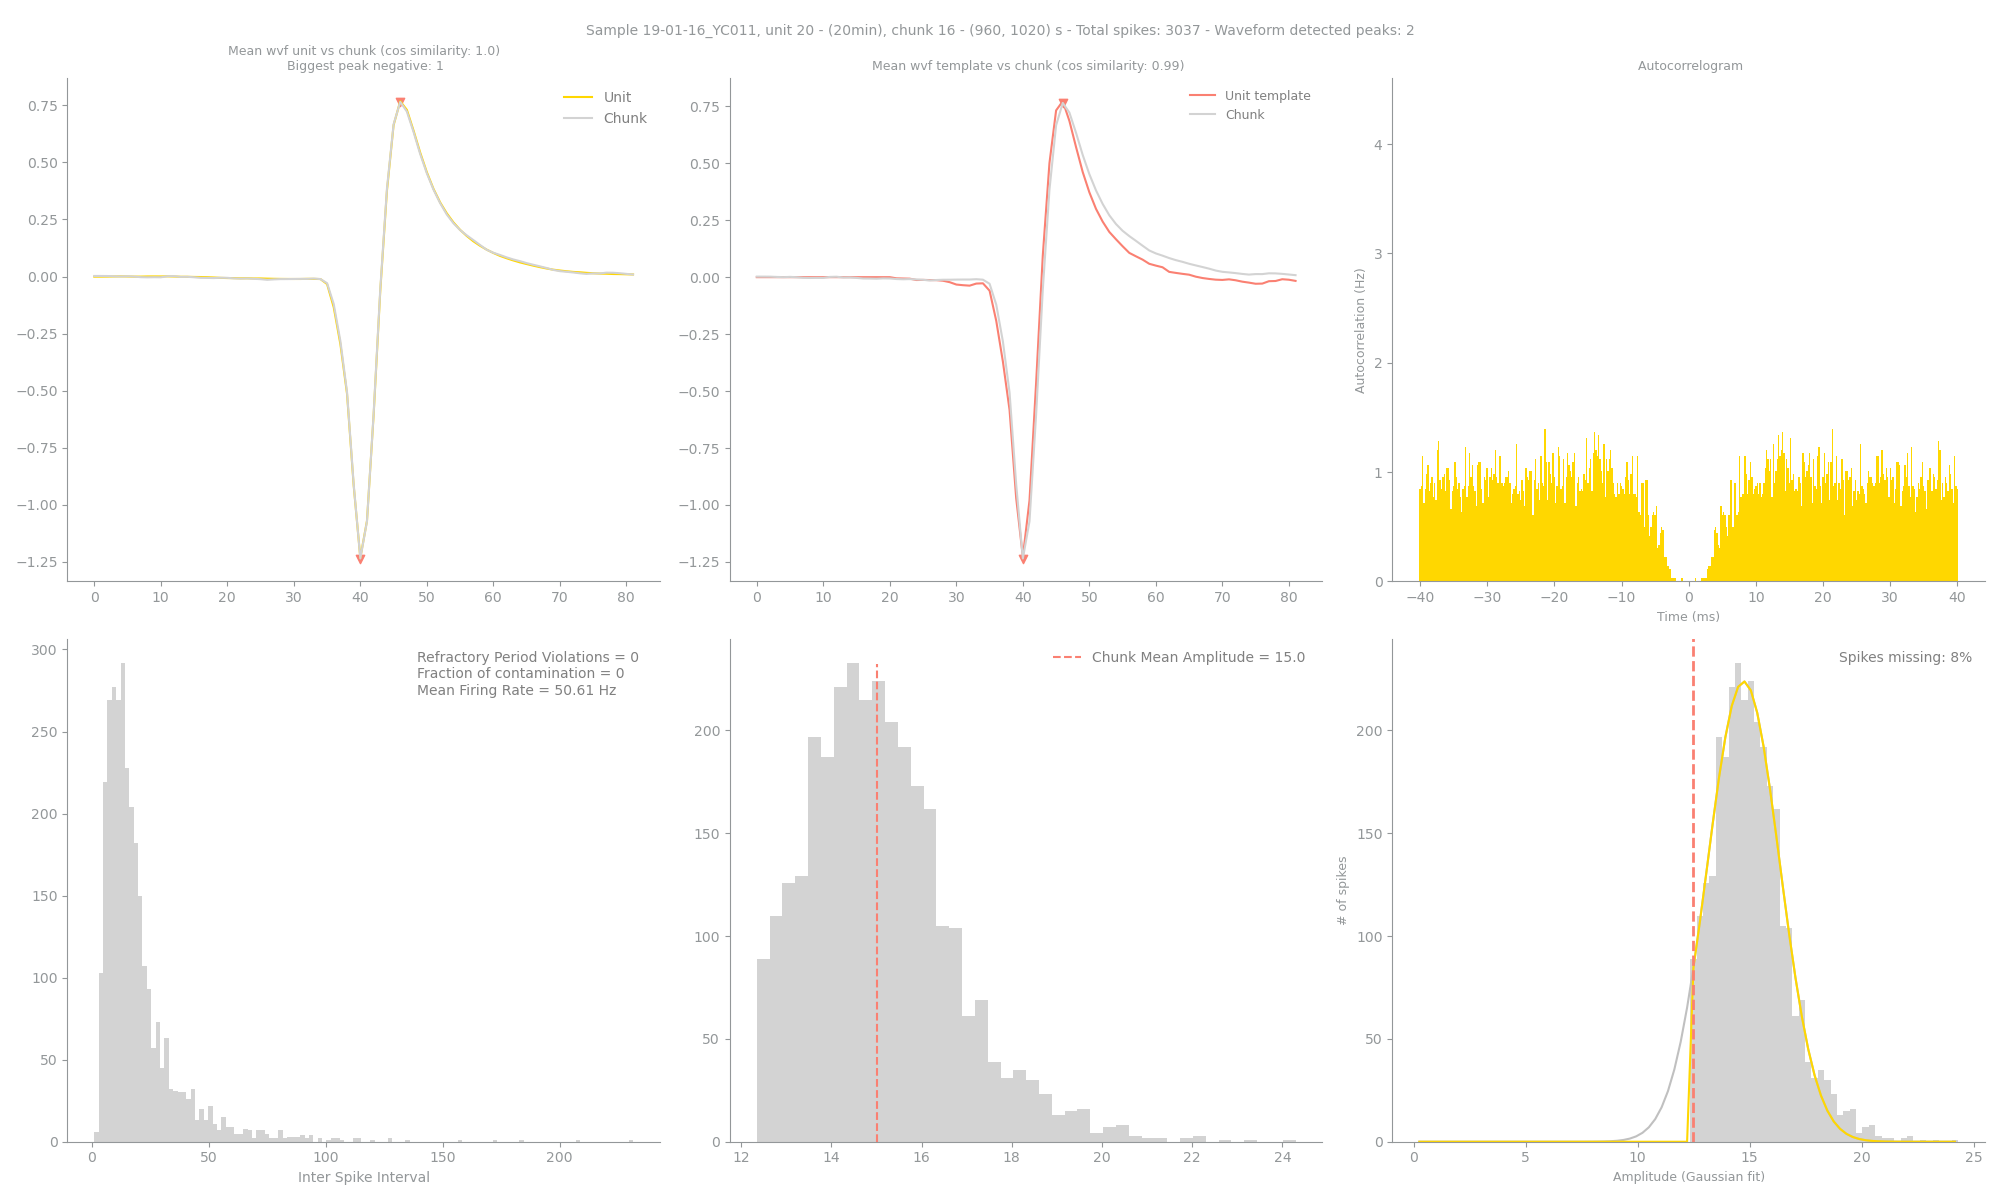 Sample 19-01-16_YC011, unit 20 - (20min), chunk 16 - (960, 1020) s - Total spikes: 3037 - Waveform detected peaks: 2
Mean wvf unit vs chunk (cos similarity: 1.0)
Biggest peak negative: 1
Unit
Chunk
0.75
0.50
0.25
0.00
−0.25
−0.50
−0.75
−1.00
−1.25
0 10 20 30 40 50 60 70 80
Mean wvf template vs chunk (cos similarity: 0.99)
Unit template
Chunk
0.75
0.50
0.25
0.00
−0.25
−0.50
−0.75
−1.00
−1.25
0 10 20 30 40 50 60 70 80
Autocorrelogram
Autocorrelation (Hz)
4
3
2
1
0
−40 −30 −20 −10 0 10 20 30 40
Time (ms)
Refractory Period Violations = 0
Fraction of contamination = 0
Mean Firing Rate = 50.61 Hz
300
250
200
150
100
50
0
0 50 100 150 200
Inter Spike Interval
Chunk Mean Amplitude = 15.0
200
150
100
50
0
12 14 16 18 20 22 24
Spikes missing: 8%
# of spikes
200
150
100
50
0
0 5 10 15 20 25
Amplitude (Gaussian fit)